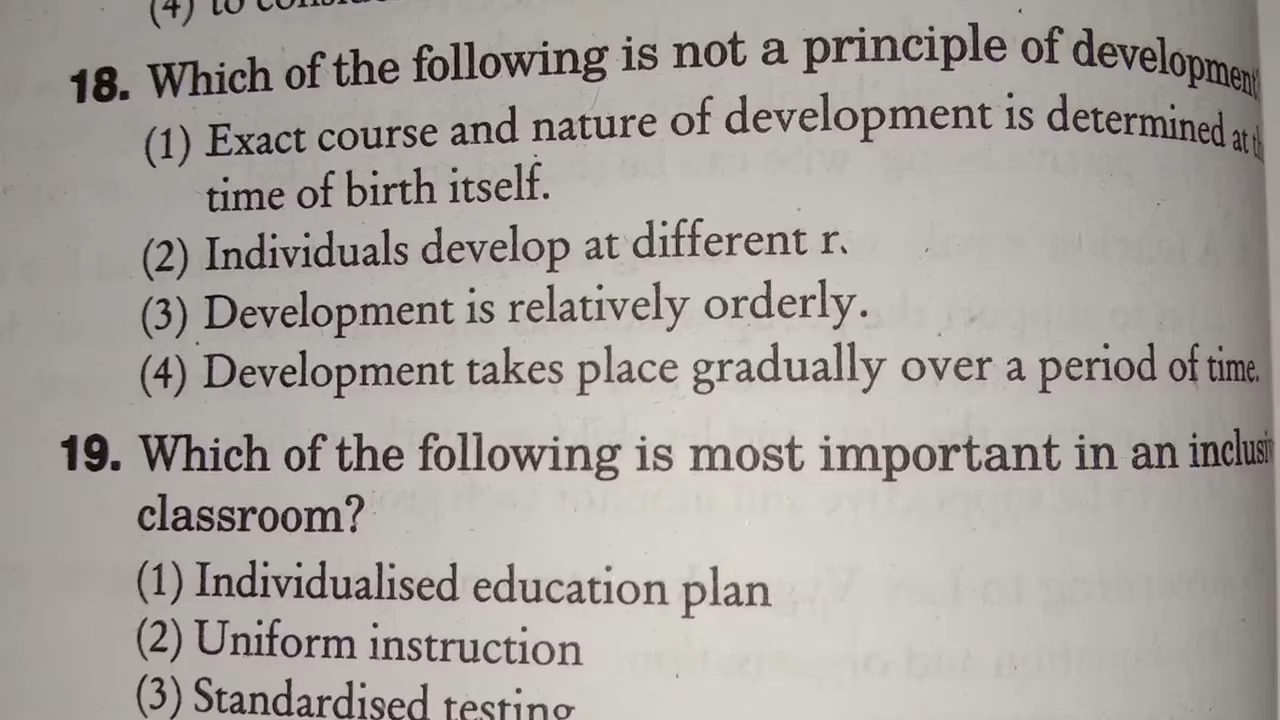 (4) to
18. Which of the following is not a principle of development
(1) Exact course and nature of development is determined at
time of birth itself.
(2) Individuals develop at different r.
(3) Development is relatively orderly.
(4) Development takes place gradually over a period of time.
19. Which of the following is most important in an
classroom?
(1) Individualised education plan
(2) Uniform instruction
(3) Standardised testing